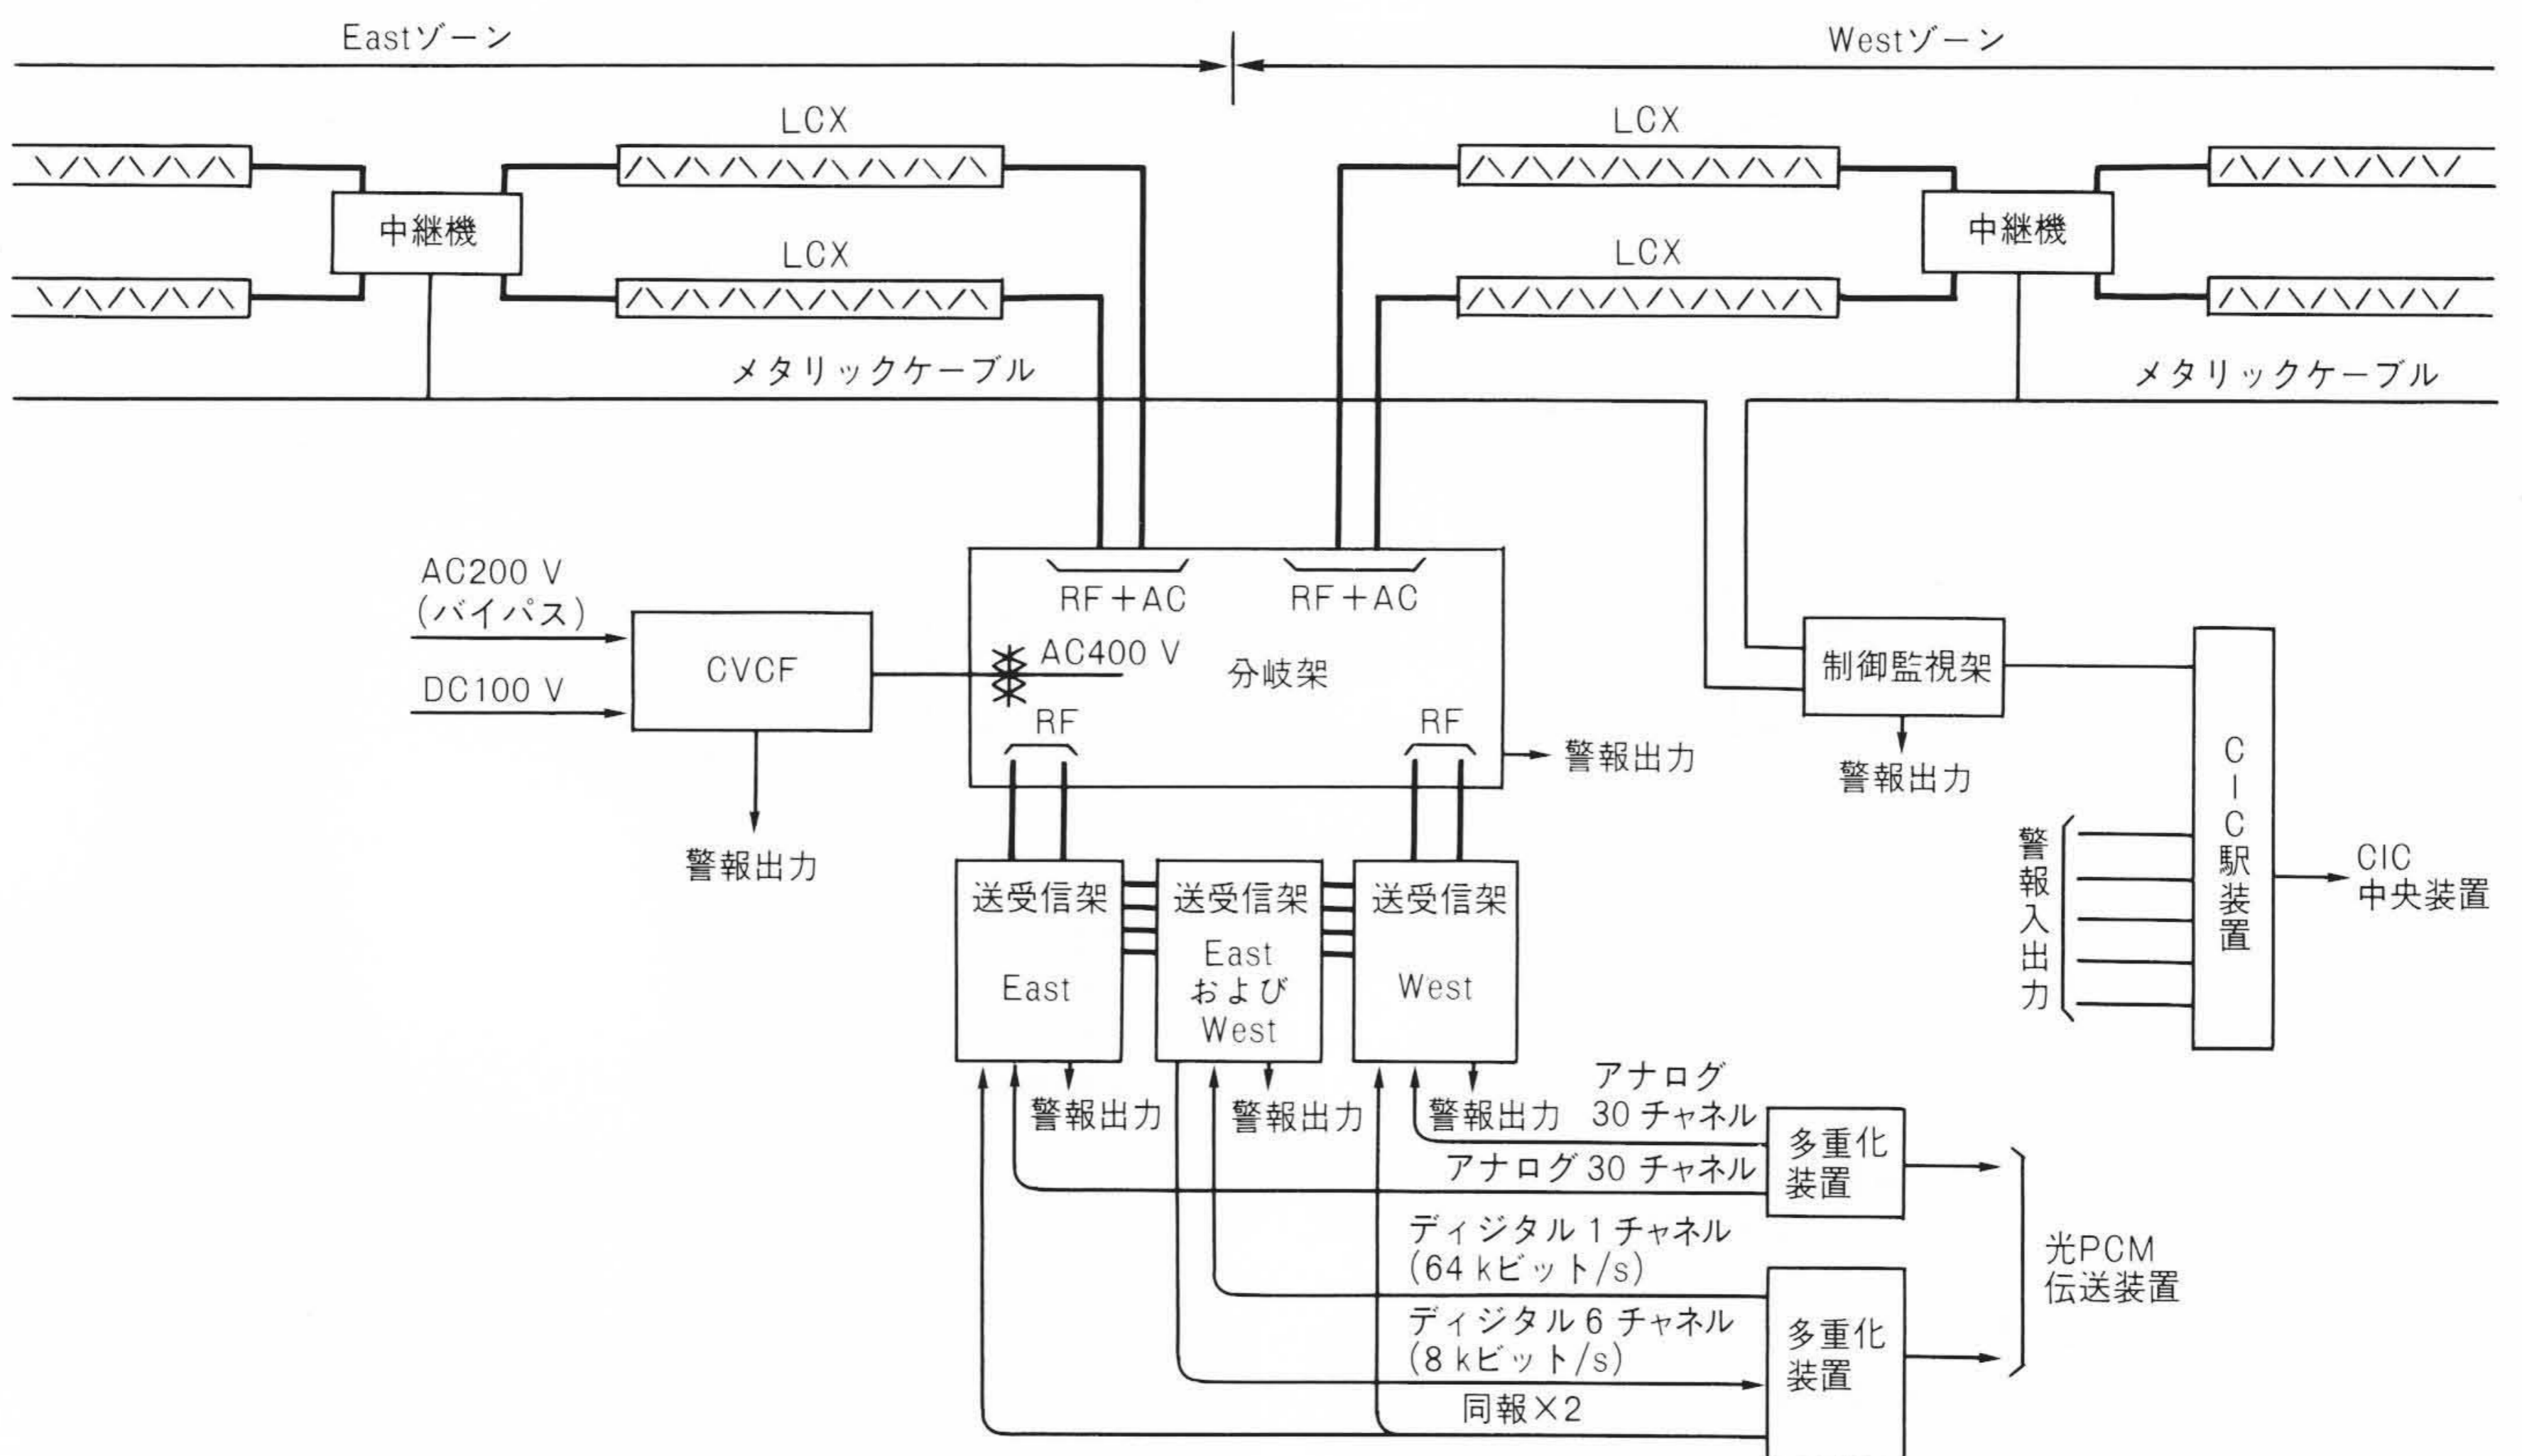 Eastゾーン
Westゾーン
LCX
LCX
中継機
中継機
LCX
LCX
メタリックケーブル
メタリックケーブル
AC200 V
(バイパス)
DC100 V
CVCF
警報出力
RF+AC
RF+AC
AC400 V
分岐架
RF
RF
警報出力
制御監視架
警報出力
C-C駅装置
警報入出力
CIC
中央装置
送受信架
East
送受信架
East
および
West
送受信架
West
警報出力
警報出力
警報出力
アナログ
30 チャネル
アナログ 30 チャネル
多重化
装置
ディジタル 1 チャネル
(64 kビット/s)
ディジタル 6 チャネル
(8 kビット/s)
同報×2
多重化
装置
光PCM
伝送装置